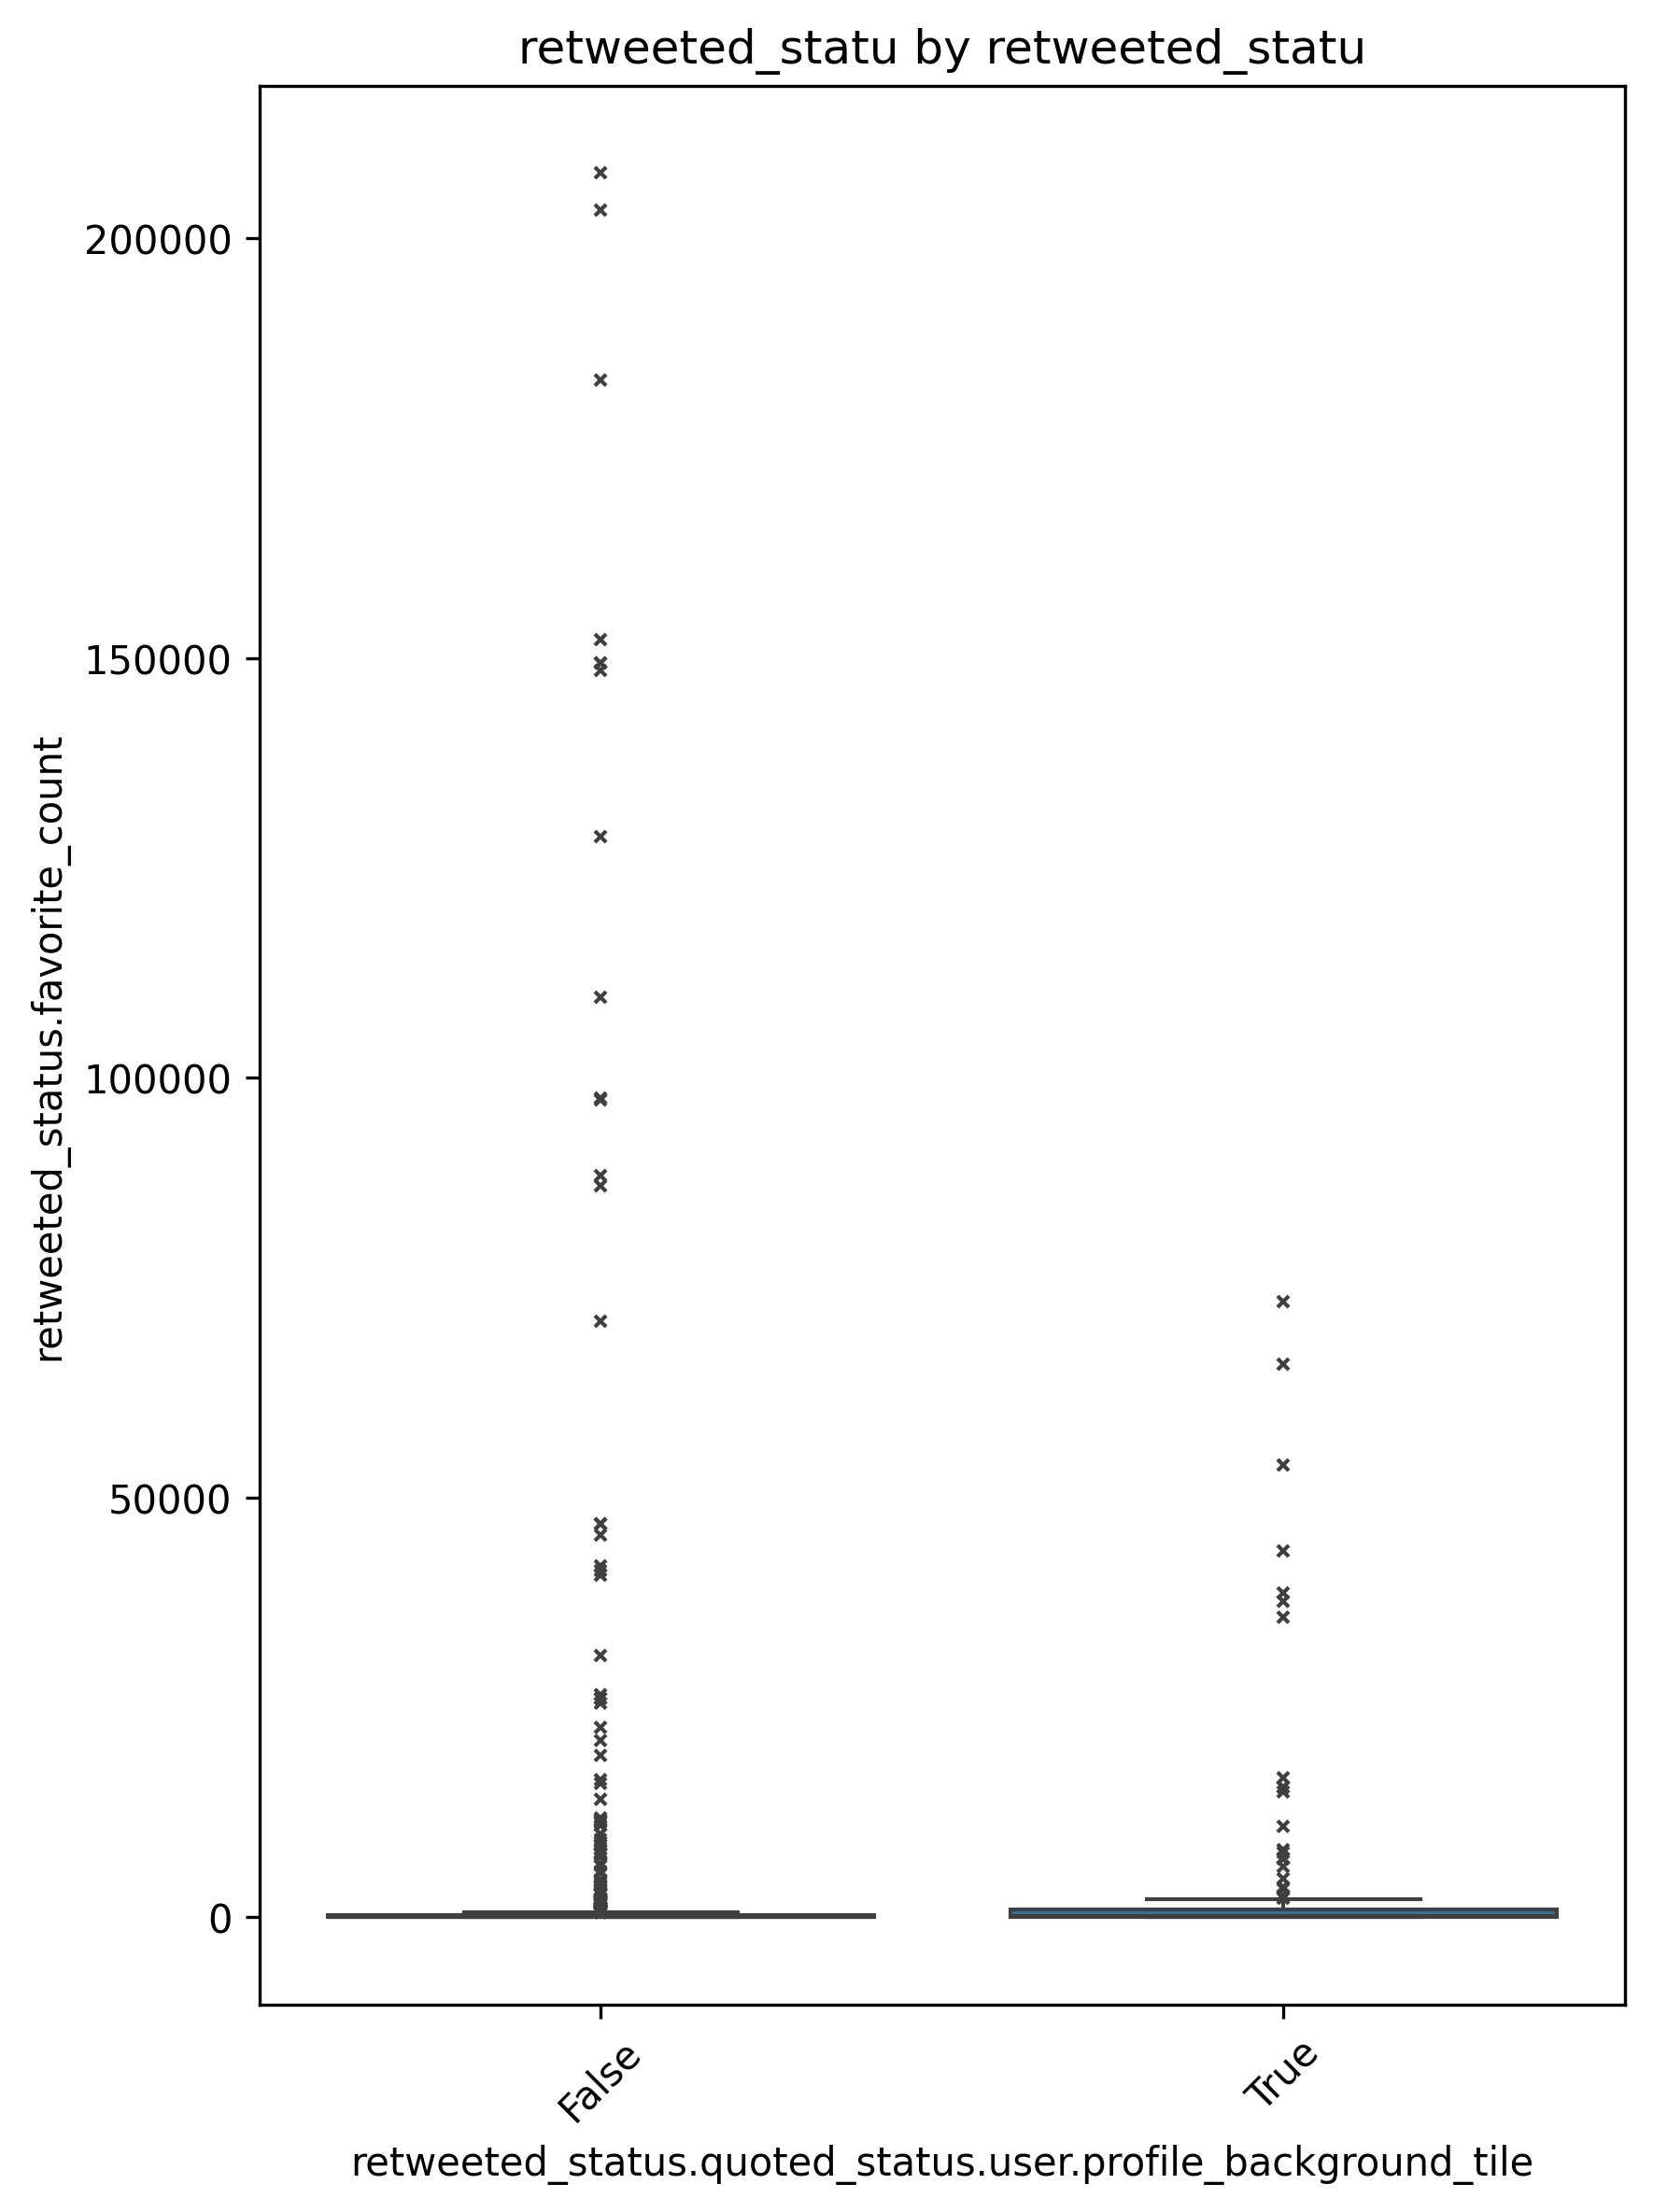 retweeted_statu by retweeted_statu
200000
150000
100000
50000
0
retweeted_status.favorite_count
False
True
retweeted_status.quoted_status.user.profile_background_tile